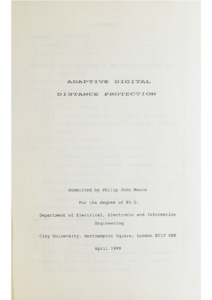 ADAPTIVE DIGITAL
DISTANCE PROTECTION
Submitted by Philip John Moore
For the degree of Ph.D.
Department of Electrical, Electronic and Information
Engineering
City University, Northampton Square, London EC1V 0HB
April 1989